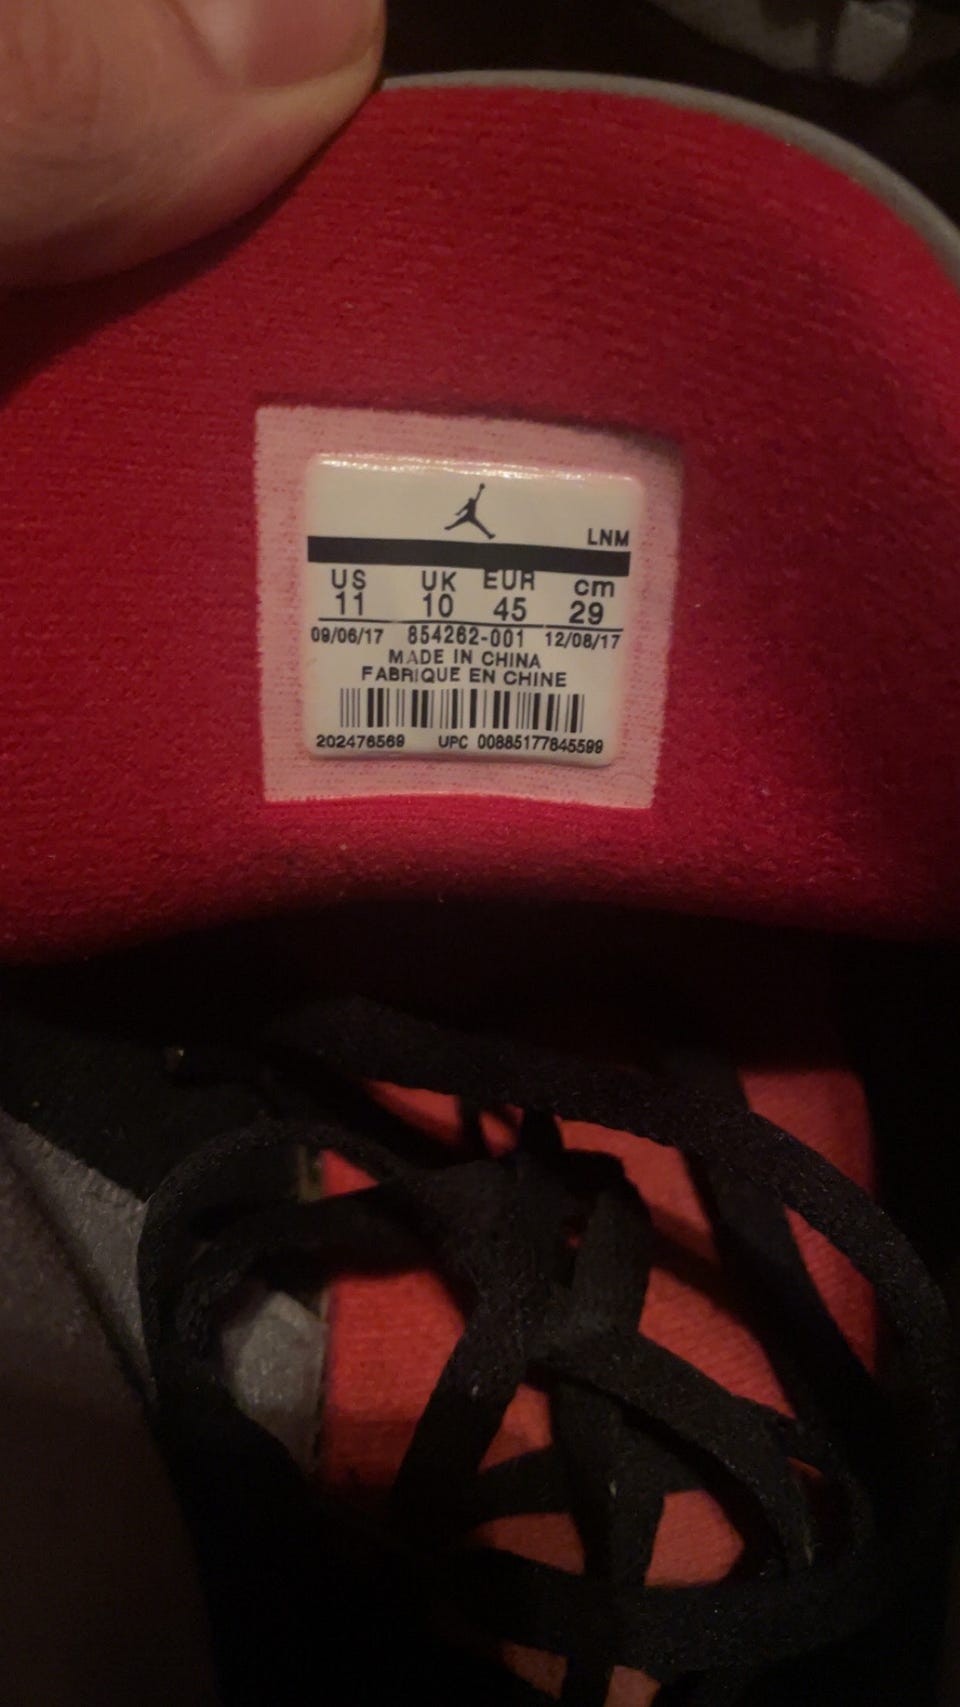 LNM
US UK EUR cm
11 10 45 29
09/06/17 854262-001 12/08/17
MADE IN CHINA
FABRIQUE EN CHINE
202476569 UPC 00885177845599